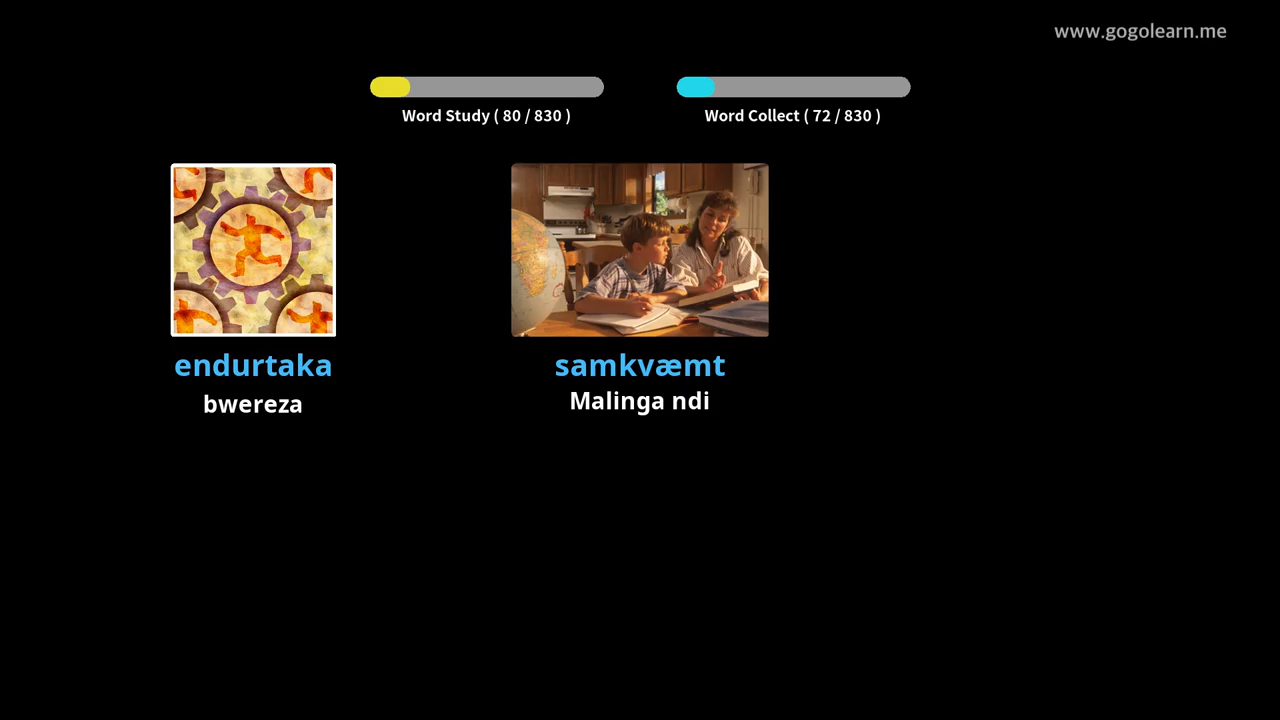 www.gogolearn.me
Word Study ( 80 / 830 )
Word Collect ( 72 / 830 )
endurtaka
bwereza
samkvæmt
Malinga ndi